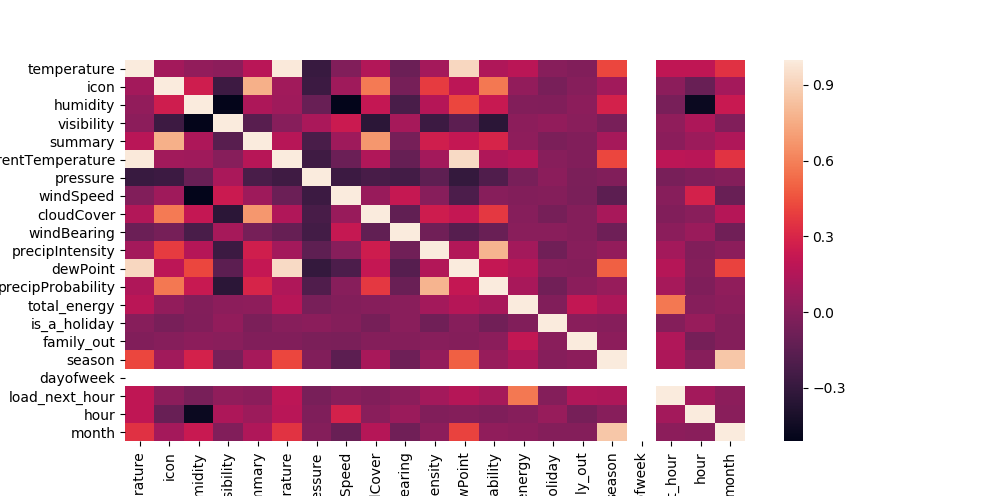 temperature
icon
humidity
visibility
summary
rentTemperature
pressure
windSpeed
cloudCover
windBearing
precipIntensity
dewPoint
precipProbability
total_energy
is_a_holiday
family_out
season
dayofweek
load_next_hour
hour
month
0.9
0.6
0.3
0.0
−0.3
rature
icon
midity
sibility
mmary
rature
essure
Speed
dCover
earing
ensity
wPoint
ability
energy
oliday
ly_out
season
fweek
t_hour
hour
month